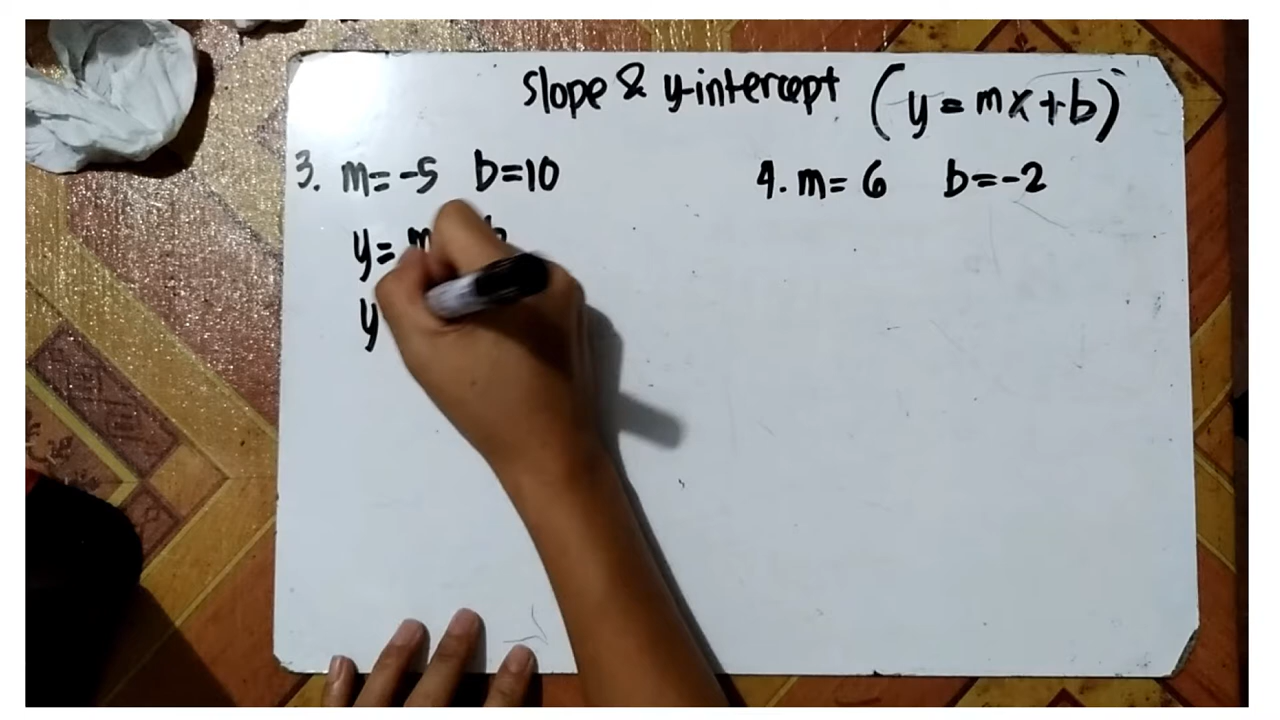 slope & y-intercept (y = mx + b)
3. m = -5 b = 10
4. m = 6 b = -2
y = m b
y